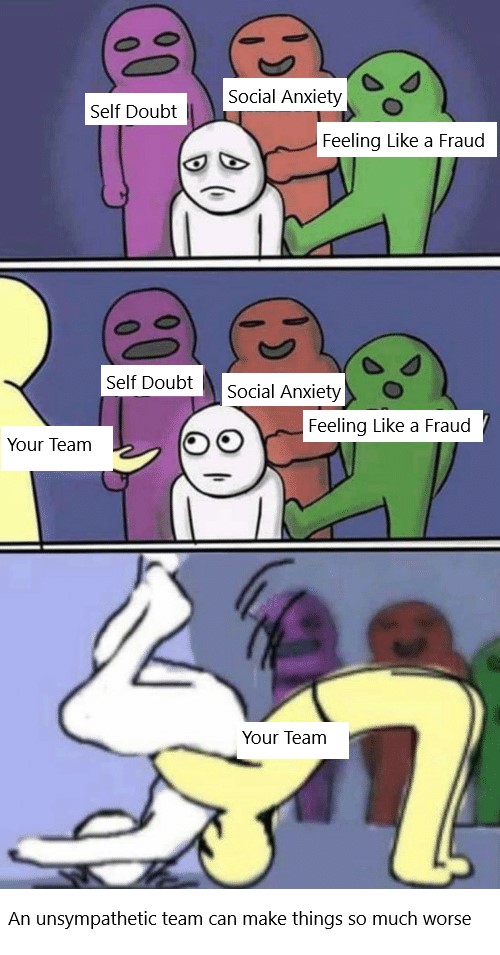 Social Anxiety
Self Doubt
Feeling Like a Fraud
Self Doubt
Social Anxiety
Feeling Like a Fraud
Your Team
Your Team
An unsympathetic team can make things so much worse